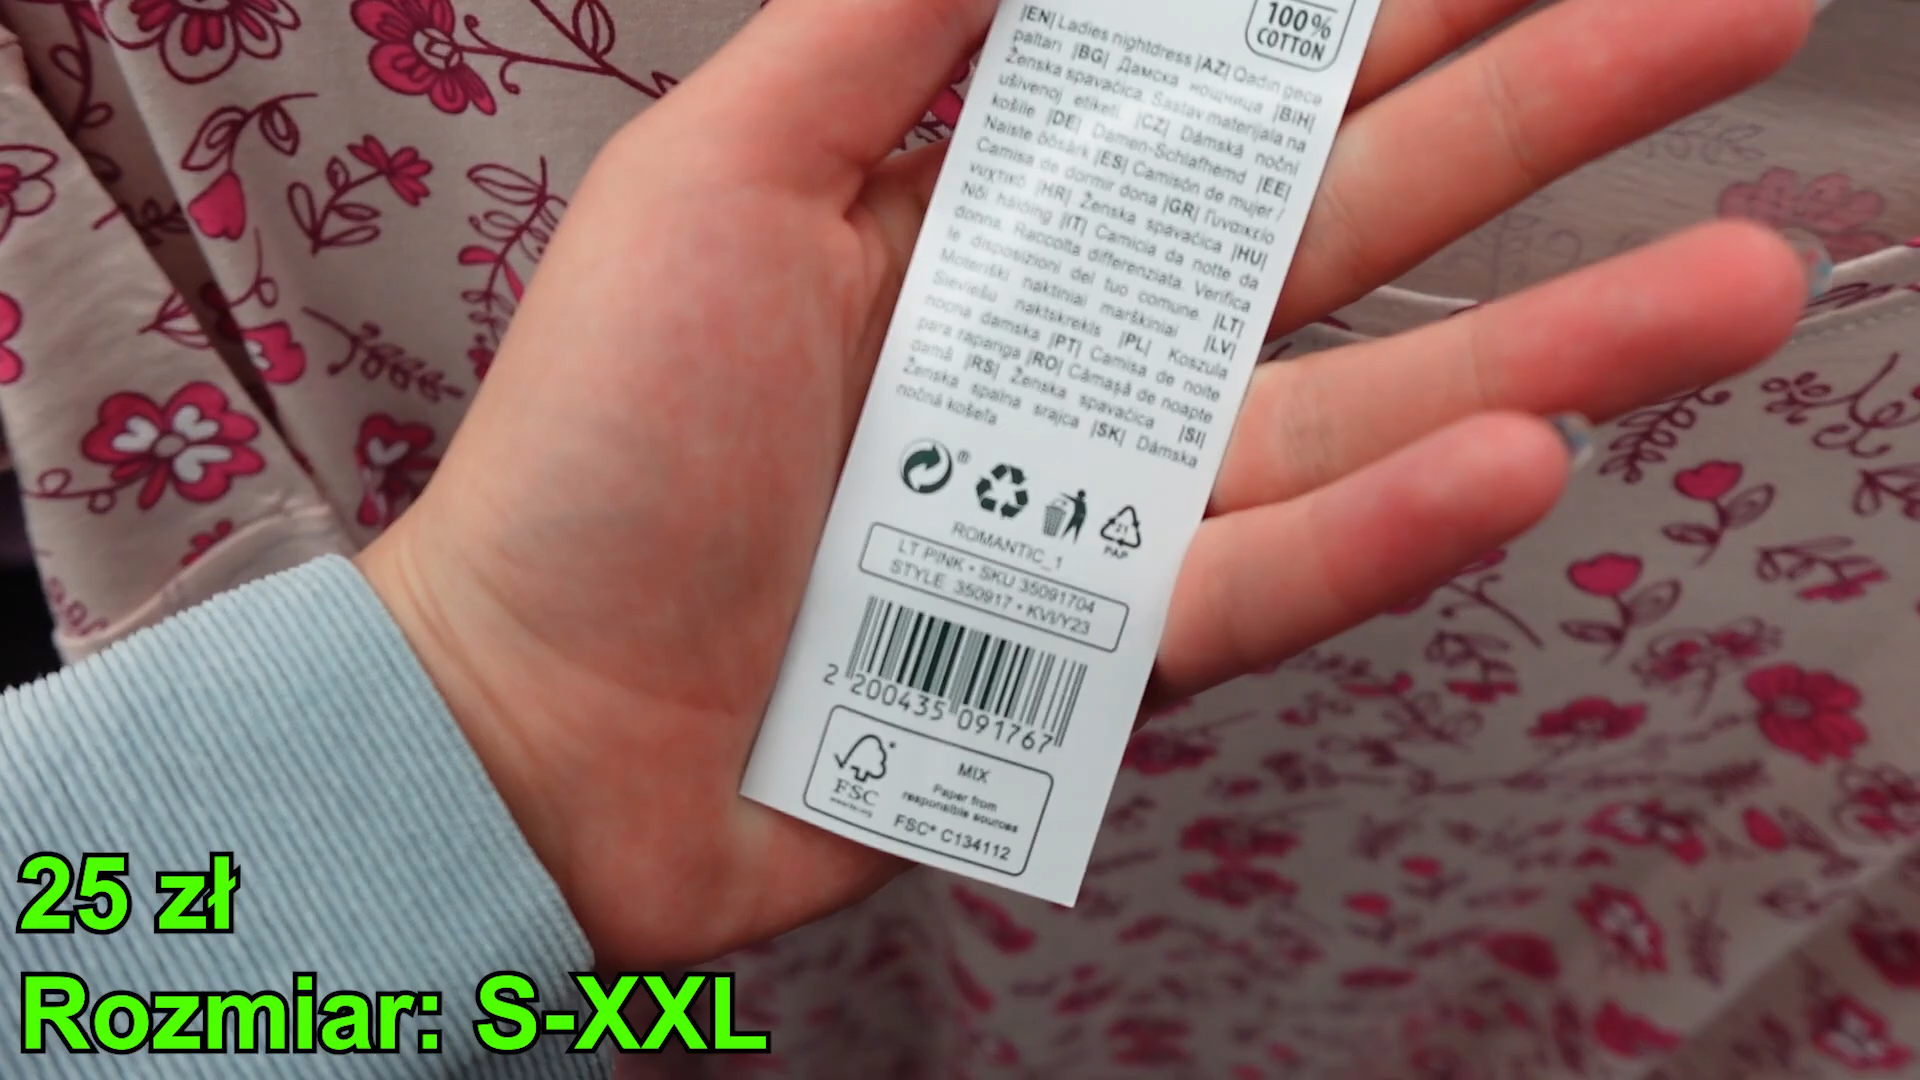 100%
COTTON
|EN| Ladies nightdress |AZ| Qadın gecə
paltarı |BG| Дамска нощница |BiH|
Ženska spavaćica. Sastav materijala na
ušivenoj etiketi. |CZ| Dámská noční
košile |DE| Damen-Schlafhemd |EE|
Naiste öösärk |ES| Camisón de mujer /
Camisa de dormir dona |GR| Γυναικείο
νυχτικό |HR| Ženska spavaćica |HU|
Női hálóing |IT| Camicia da notte da
donna. Raccolta differenziata. Verifica
le disposizioni del tuo comune. |LT|
Moteriški naktiniai marškiniai |LV|
Sieviešu naktskrekls |PL| Koszula
nocna damska |PT| Camisa de noite
para rapariga |RO| Cămașă de noapte
damă |RS| Ženska spavaćica |SI|
Ženska spalna srajca |SK| Dámska
nočná košeľa
21
PAP
ROMANTIC_1
LT PINK • SKU 35091704
STYLE 350917 • KVI/Y23
2 200435 091767
FSC
MIX
Paper from
responsible sources
FSC® C134112
25 zł
Rozmiar: S-XXL